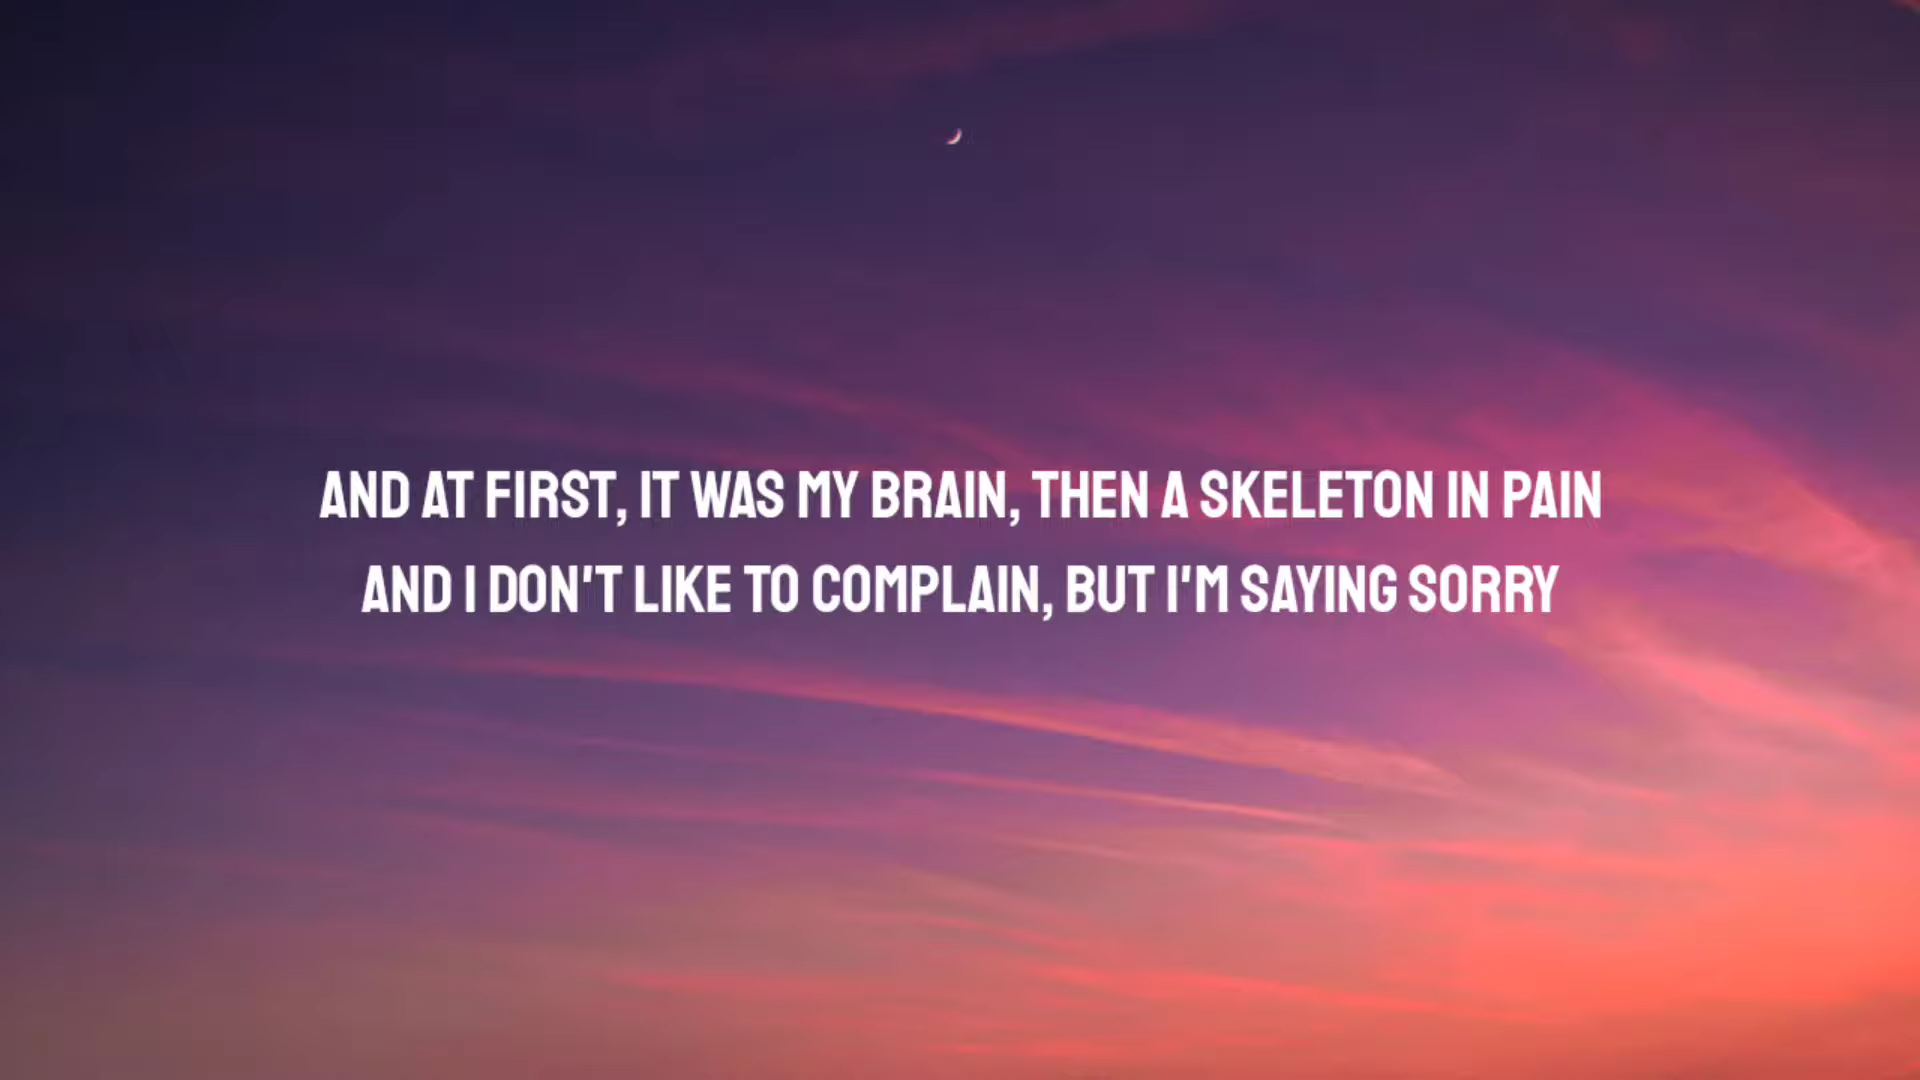 AND AT FIRST, IT WAS MY BRAIN, THEN A SKELETON IN PAIN
AND I DON'T LIKE TO COMPLAIN, BUT I'M SAYING SORRY